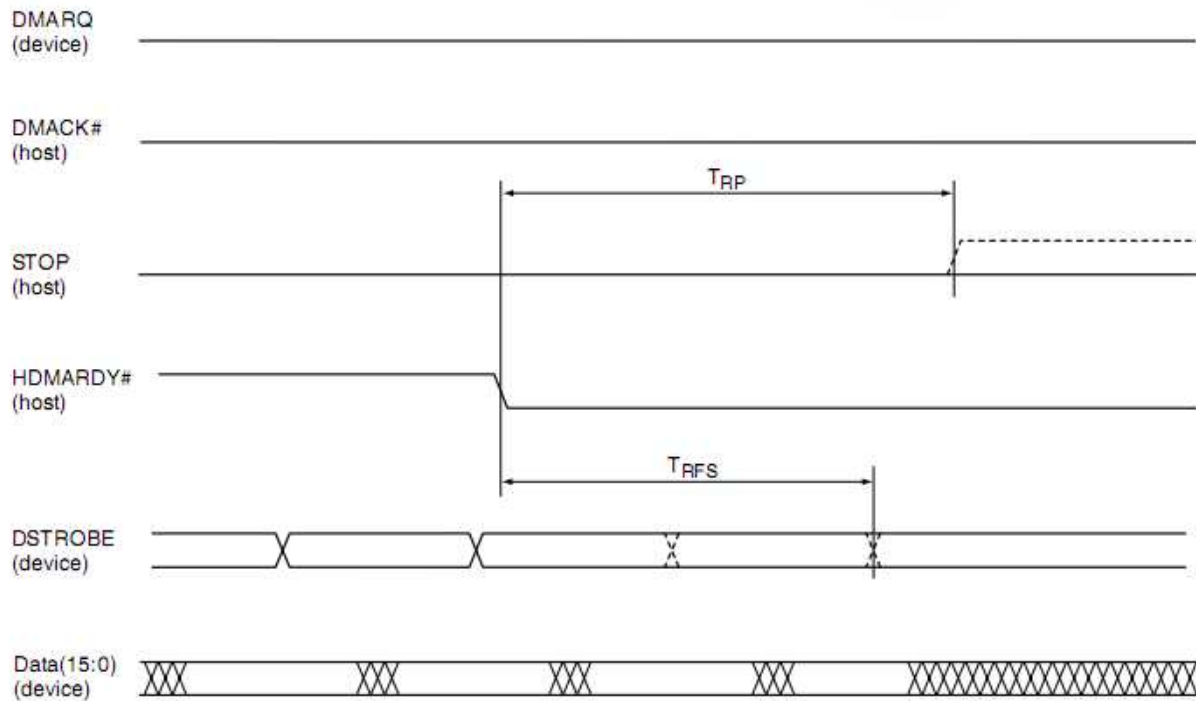 DMARQ
(device)
DMACK#
(host)
TRP
STOP
(host)
HDMARDY#
(host)
TRFS
DSTROBE
(device)
Data(15:0)
(device)